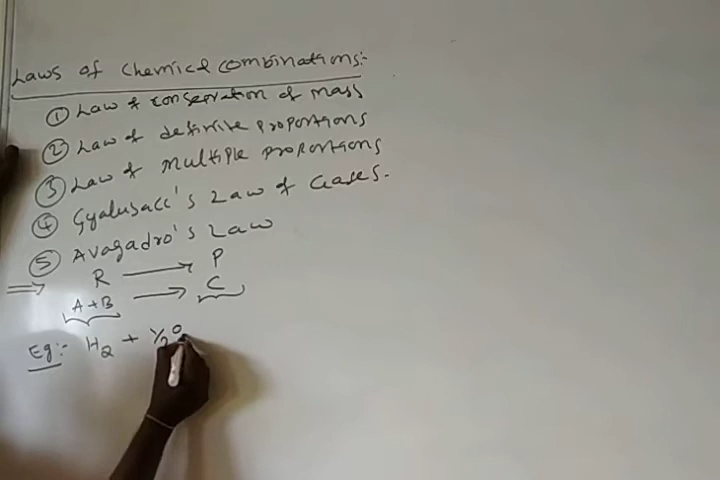 Laws of Chemical Combinations:-
① Law of conservation of mass
② Law of definite proportions
③ Law of multiple proportions
④ Gyalusacc's Law of Gases.
⑤ Avagadro's Law
R → P
⇒ A + B → C
Eg:- H₂ + 1/2 O